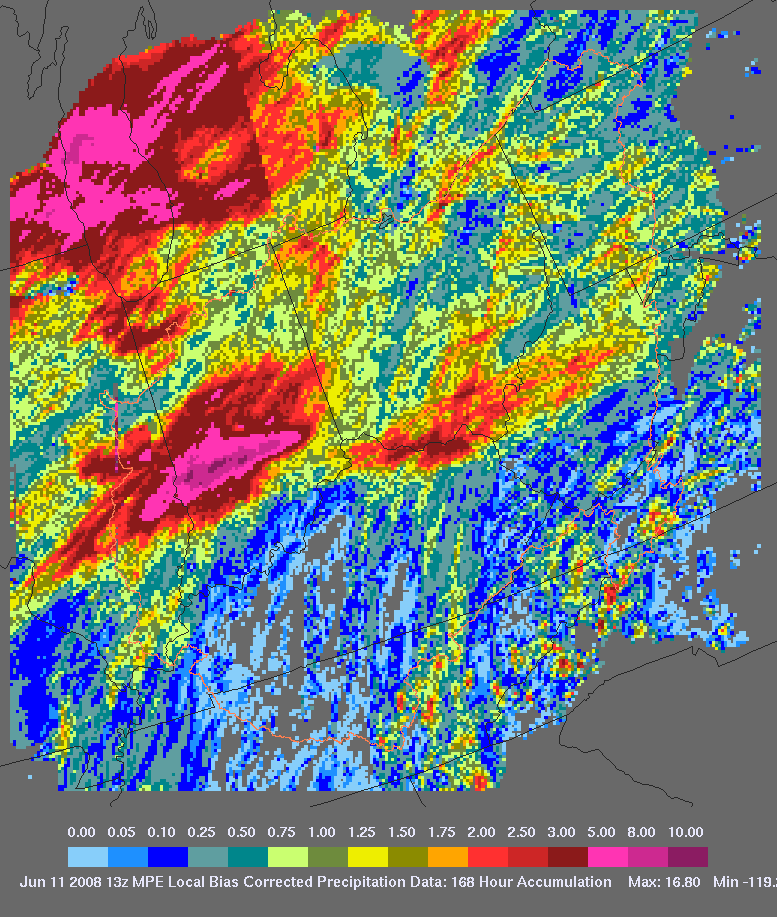 0.00 0.05 0.10 0.25 0.50 0.75 1.00 1.25 1.50 1.75 2.00 2.50 3.00 5.00 8.00 10.00
Jun 11 2008 13z MPE Local Bias Corrected Precipitation Data: 168 Hour Accumulation Max: 16.80 Min -119.